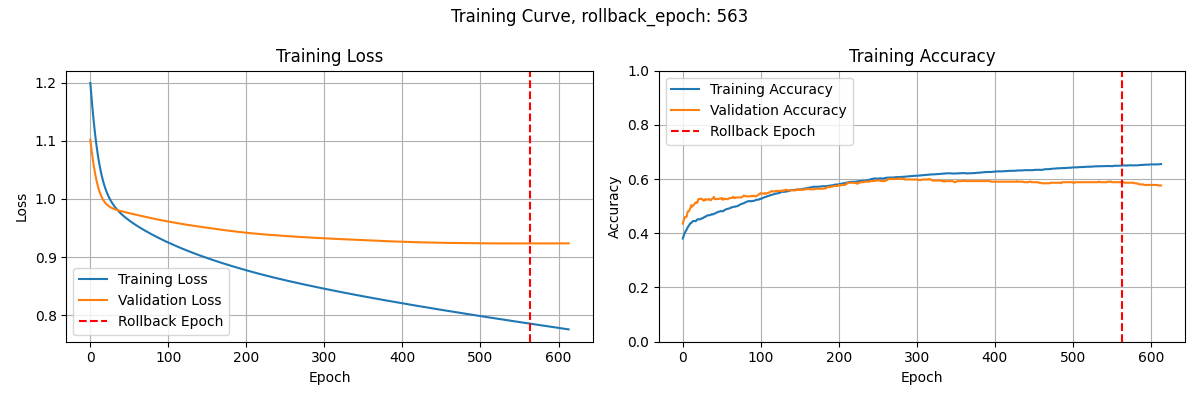 Training Curve, rollback_epoch: 563
Training Loss
1.2
1.1
1.0
0.9
0.8
Loss
Training Loss
Validation Loss
Rollback Epoch
0 100 200 300 400 500 600
Epoch
Training Accuracy
1.0
0.8
0.6
0.4
0.2
0.0
Accuracy
Training Accuracy
Validation Accuracy
Rollback Epoch
0 100 200 300 400 500 600
Epoch